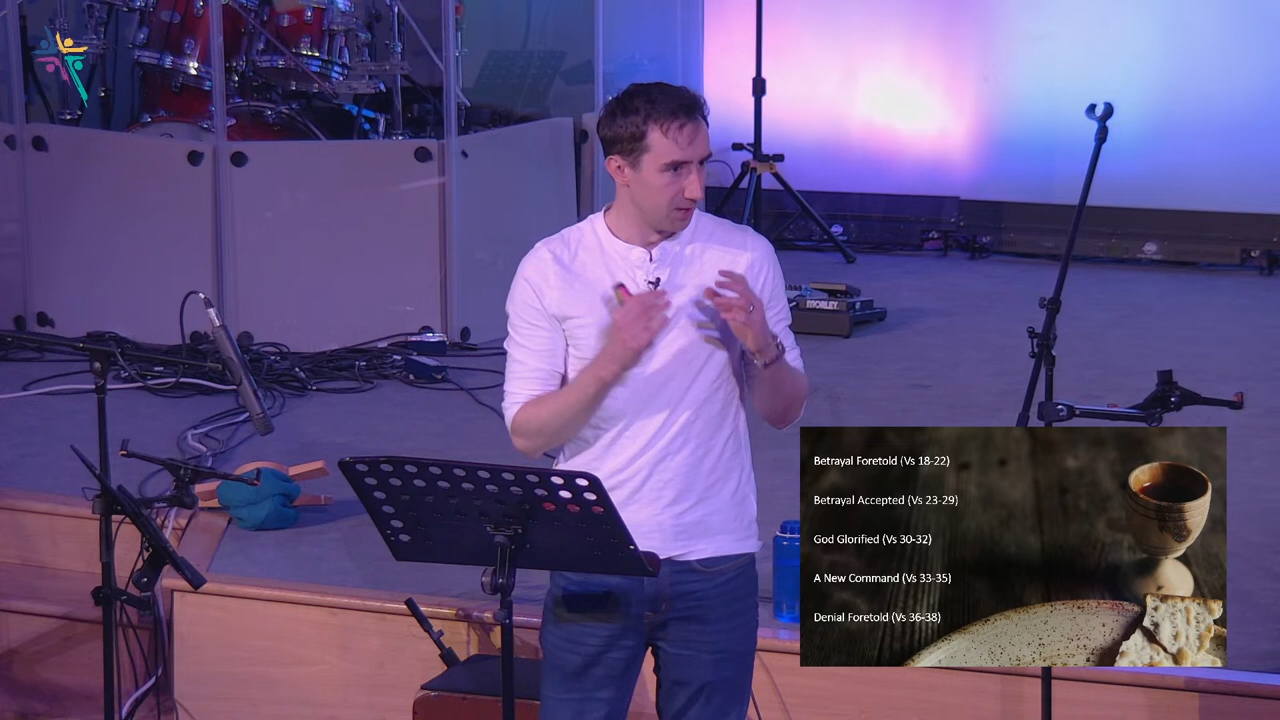 MORLEY
Betrayal Foretold (Vs 18-22)
Betrayal Accepted (Vs 23-29)
God Glorified (Vs 30-32)
A New Command (Vs 33-35)
Denial Foretold (Vs 36-38)